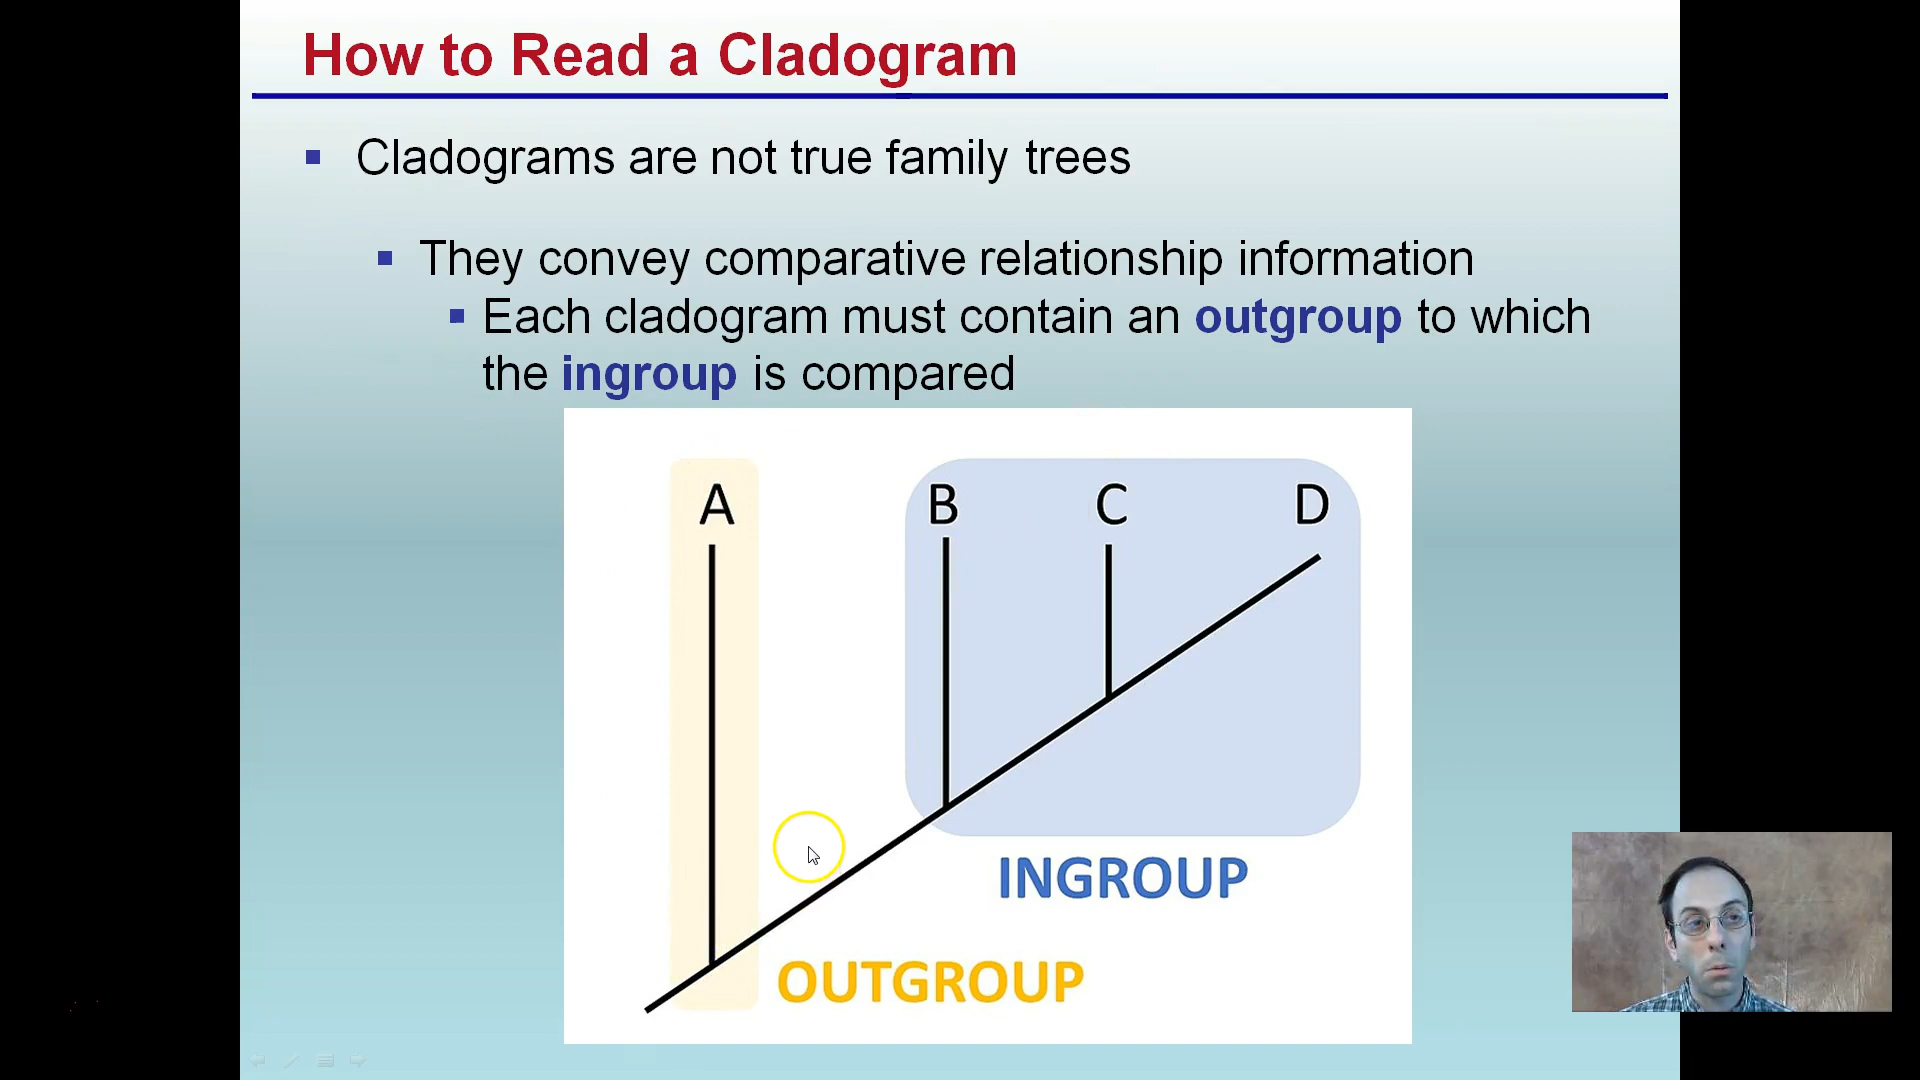 How to Read a Cladogram
Cladograms are not true family trees
They convey comparative relationship information
Each cladogram must contain an outgroup to which
the ingroup is compared
A B C D
INGROUP
OUTGROUP